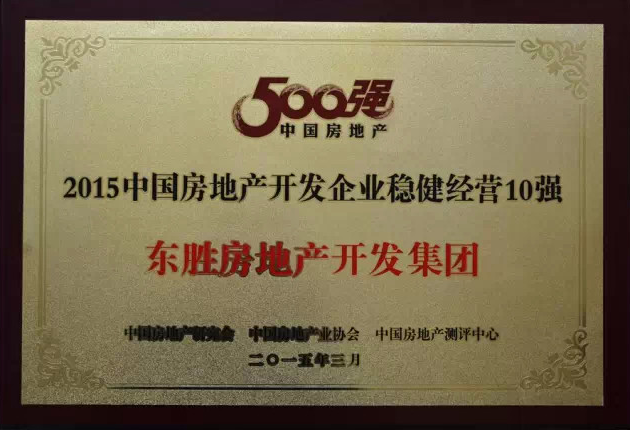 500强
中国房地产
2015中国房地产开发企业稳健经营10强
东胜房地产开发集团
中国房地产研究会 中国房地产业协会 中国房地产测评中心
二〇一五年三月